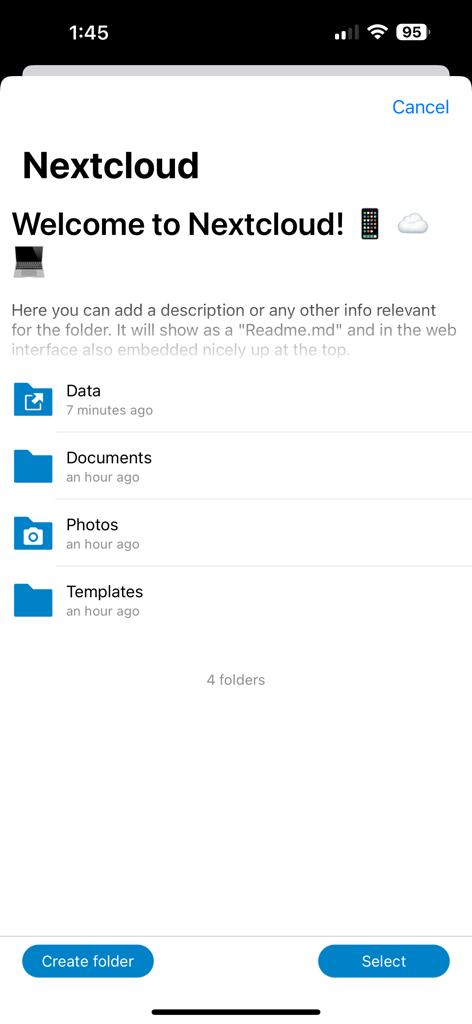 1:45
95
Cancel
Nextcloud
Welcome to Nextcloud! 📱 ☁️
💻
Here you can add a description or any other info relevant
for the folder. It will show as a "Readme.md" and in the web
interface also embedded nicely up at the top.
Data
7 minutes ago
Documents
an hour ago
Photos
an hour ago
Templates
an hour ago
4 folders
Create folder
Select